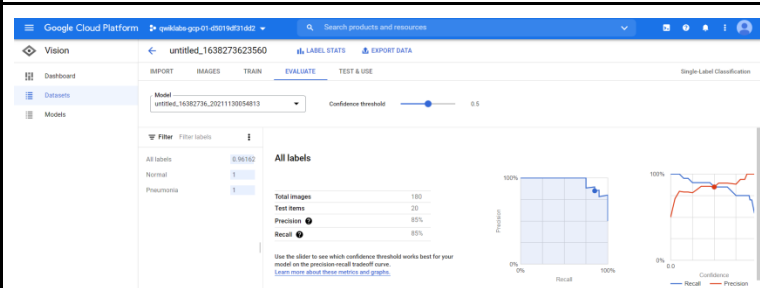 Google Cloud Platform qwiklabs-gcp-01-d5019df31dd2 Search products and resources
Vision untitled_1638273623560 LABEL STATS EXPORT DATA
Dashboard IMPORT IMAGES TRAIN EVALUATE TEST & USE Single-Label Classification
Datasets
Models
Model
untitled_16382736_20211130054813 Confidence threshold 0.5
Filter Filter labels
All labels 0.96162
Normal 1
Pneumonia 1
All labels
Total images 180
Test items 20
Precision 85%
Recall 85%
Use the slider to see which confidence threshold works best for your
model on the precision-recall tradeoff curve.
Learn more about these metrics and graphs.
100%
Precision
0%
0% 100%
Recall
100%
0%
0.0
Confidence
Recall Precision